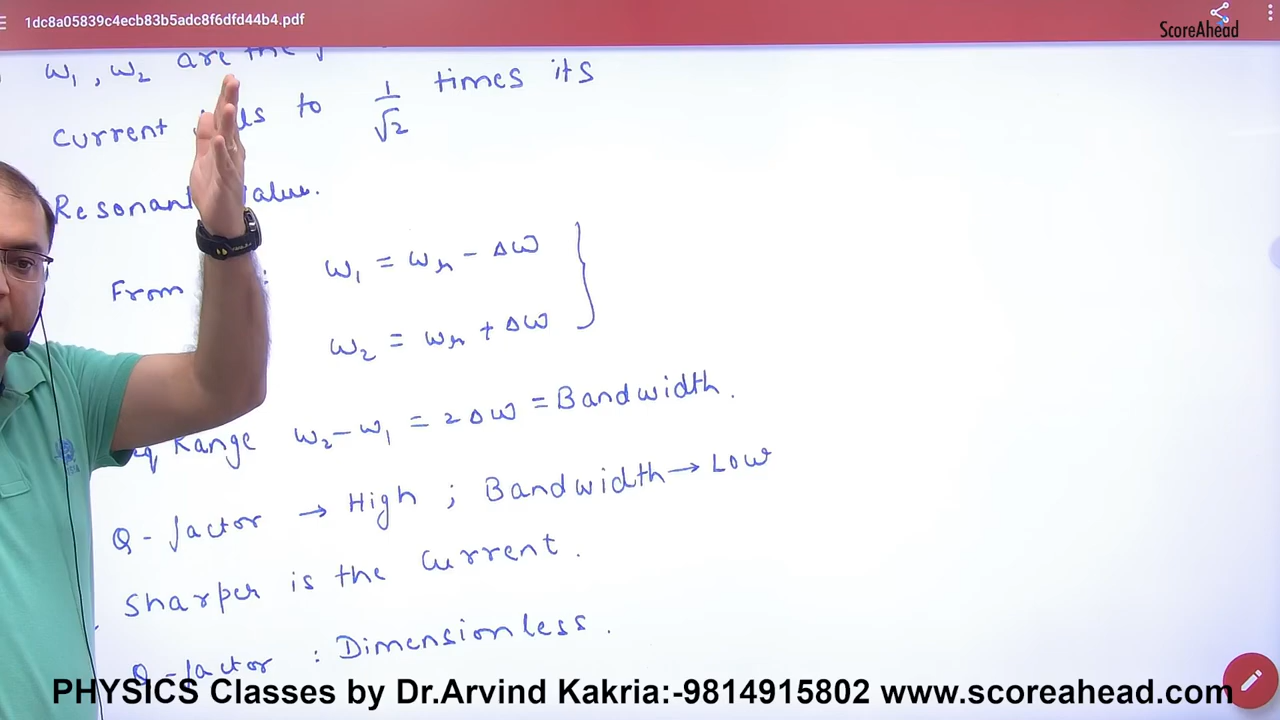 1dc8a05839c4ecb83b5adc8f6dfd44b4.pdf
ScoreAhead
ω₁, ω₂ are the
Current to 1/√2 times its
Resonant Value.
From : ω₁ = ωᵣ − Δω
ω₂ = ωᵣ + Δω
Range ω₂−ω₁ = 2Δω = Bandwidth.
Q-factor → High ; Bandwidth → Low
Sharper is the Current.
Q-factor : Dimensionless.
PHYSICS Classes by Dr.Arvind Kakria:-9814915802 www.scoreahead.com